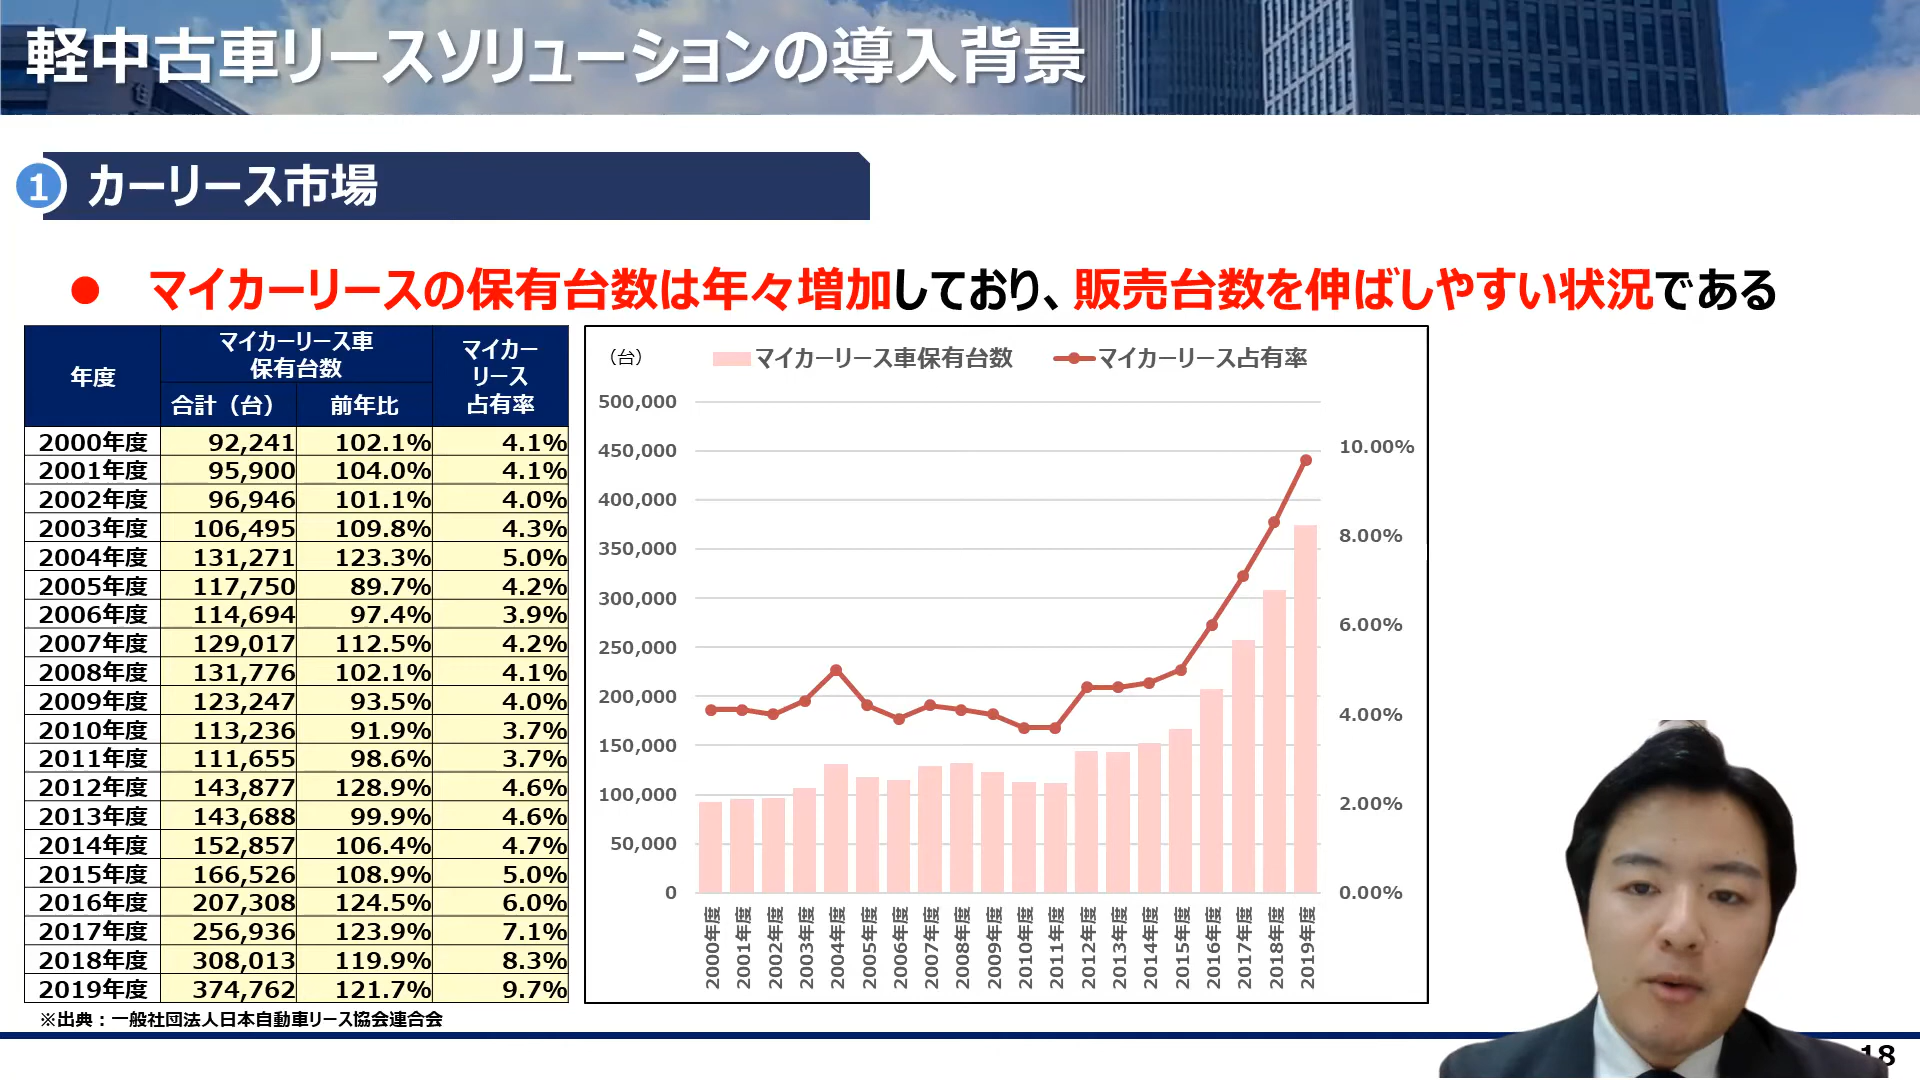 軽中古車リースソリューションの導入背景
1 カーリース市場
● マイカーリースの保有台数は年々増加しており、販売台数を伸ばしやすい状況である
年度 マイカーリース車保有台数 マイカーリース占有率
合計（台） 前年比
2000年度 92,241 102.1% 4.1%
2001年度 95,900 104.0% 4.1%
2002年度 96,946 101.1% 4.0%
2003年度 106,495 109.8% 4.3%
2004年度 131,271 123.3% 5.0%
2005年度 117,750 89.7% 4.2%
2006年度 114,694 97.4% 3.9%
2007年度 129,017 112.5% 4.2%
2008年度 131,776 102.1% 4.1%
2009年度 123,247 93.5% 4.0%
2010年度 113,236 91.9% 3.7%
2011年度 111,655 98.6% 3.7%
2012年度 143,877 128.9% 4.6%
2013年度 143,688 99.9% 4.6%
2014年度 152,857 106.4% 4.7%
2015年度 166,526 108.9% 5.0%
2016年度 207,308 124.5% 6.0%
2017年度 256,936 123.9% 7.1%
2018年度 308,013 119.9% 8.3%
2019年度 374,762 121.7% 9.7%
※出典：一般社団法人日本自動車リース協会連合会
（台） マイカーリース車保有台数 マイカーリース占有率
500,000
450,000
400,000
350,000
300,000
250,000
200,000
150,000
100,000
50,000
0
10.00%
8.00%
6.00%
4.00%
2.00%
0.00%
2000年度
2001年度
2002年度
2003年度
2004年度
2005年度
2006年度
2007年度
2008年度
2009年度
2010年度
2011年度
2012年度
2013年度
2014年度
2015年度
2016年度
2017年度
2018年度
2019年度
18